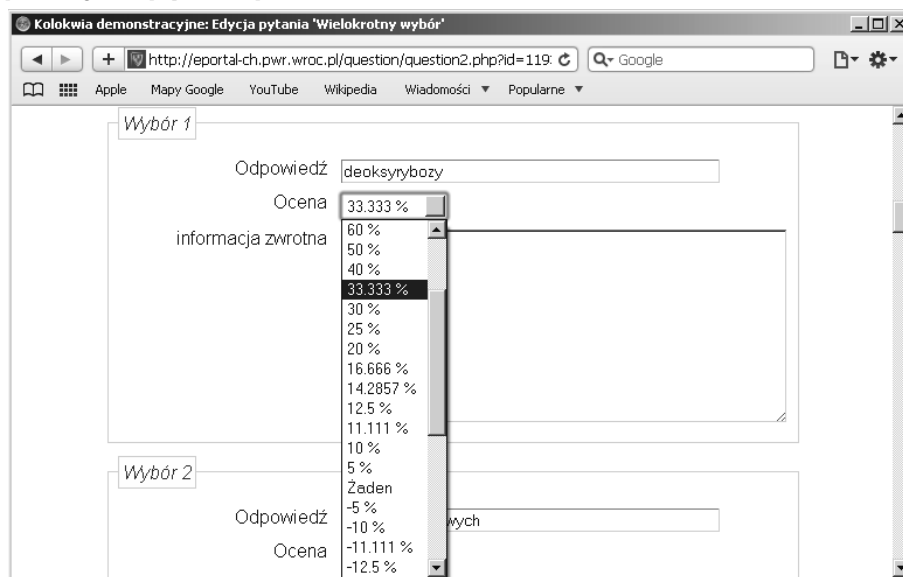 Kolokwia demonstracyjne: Edycja pytania 'Wielokrotny wybór'
http://eportal-ch.pwr.wroc.pl/question/question2.php?id=119
Google
Apple Mapy Google YouTube Wikipedia Wiadomości Popularne
Wybór 1
Odpowiedź deoksyrybozy
Ocena 33.333 %
informacja zwrotna
60 %
50 %
40 %
33.333 %
30 %
25 %
20 %
16.666 %
14.2857 %
12.5 %
11.111 %
10 %
5 %
Żaden
-5 %
-10 %
-11.111 %
-12.5 %
Wybór 2
Odpowiedź
Ocena